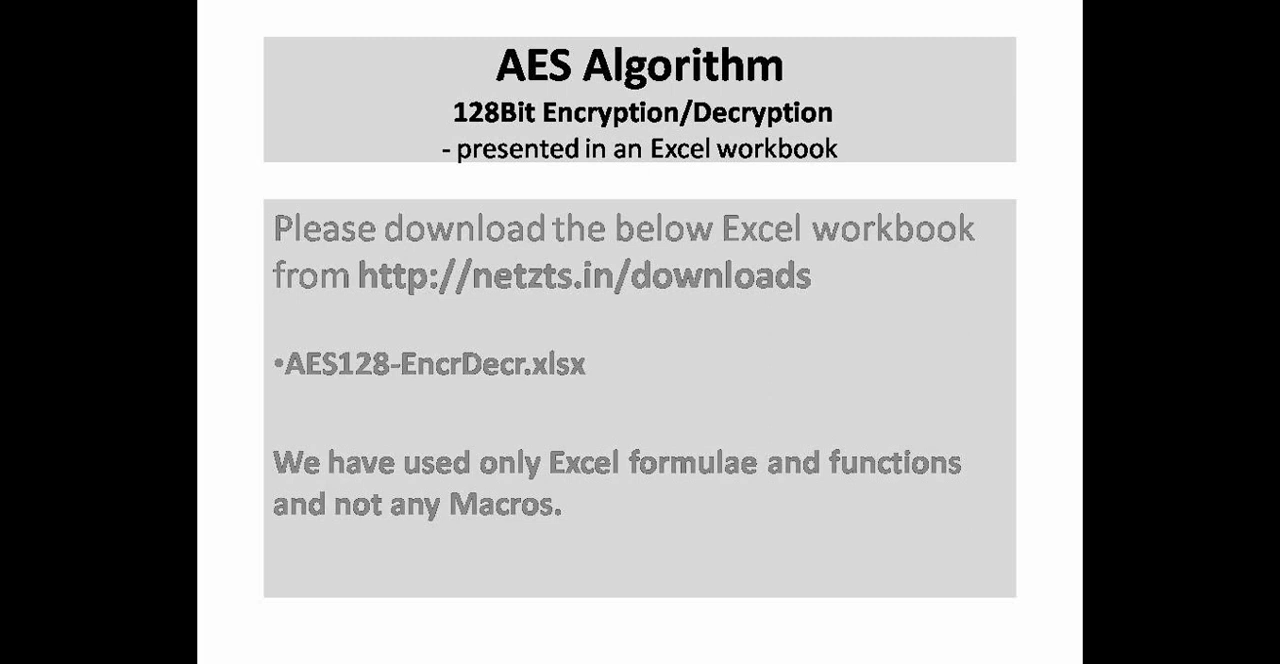 AES Algorithm
128Bit Encryption/Decryption
- presented in an Excel workbook
Please download the below Excel workbook
from http://netzts.in/downloads
•AES128-EncrDecr.xlsx
We have used only Excel formulae and functions
and not any Macros.